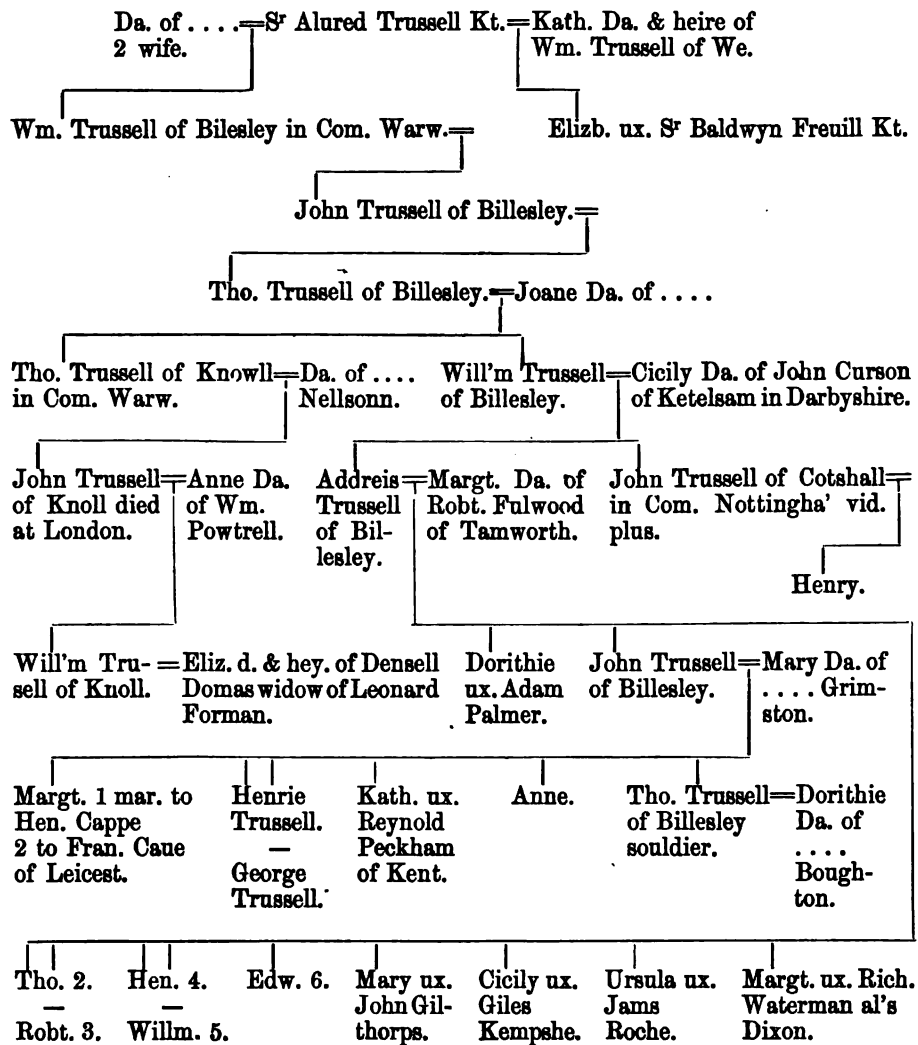 Da. of . . . .=Sr Alured Trussell Kt.=Kath. Da. & heire of
2 wife. Wm. Trussell of We.
Wm. Trussell of Bilesley in Com. Warw.= Elizb. ux. Sr Baldwyn Freuill Kt.
John Trussell of Billesley.=
Tho. Trussell of Billesley.=Joane Da. of . . . .
Tho. Trussell of Knowll=Da. of . . . . Will'm Trussell=Cicily Da. of John Curson
in Com. Warw. Nellsonn. of Billesley. of Ketelsam in Darbyshire.
John Trussell=Anne Da. Addreis=Margt. Da. of John Trussell of Cotshall=
of Knoll died of Wm. Trussell Robt. Fulwood in Com. Nottingha' vid.
at London. Powtrell. of Bil- of Tamworth. plus.
lesley.
Henry.
Will'm Tru-=Eliz. d. & hey. of Densell Dorithie John Trussell=Mary Da. of
sell of Knoll. Domas widow of Leonard ux. Adam of Billesley. . . . . Grim-
Forman. Palmer. ston.
Margt. 1 mar. to Henrie Kath. ux. Anne. Tho. Trussell=Dorithie
Hen. Cappe Trussell. Reynold of Billesley Da. of
2 to Fran. Caue — Peckham souldier. . . . .
of Leicest. George of Kent. Bough-
Trussell. ton.
Tho. 2. Hen. 4. Edw. 6. Mary ux. Cicily ux. Ursula ux. Margt. ux. Rich.
— — John Gil- Giles Jams Waterman al's
Robt. 3. Willm. 5. thorps. Kempshe. Roche. Dixon.